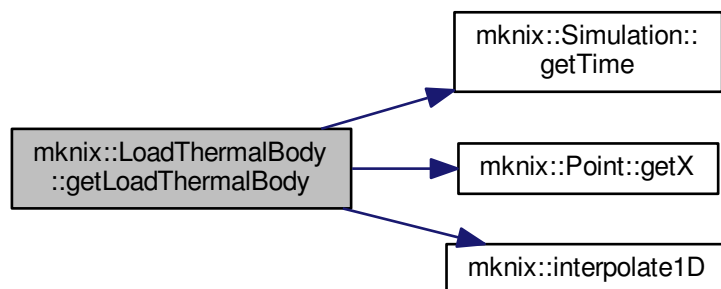 mknix::Simulation::
getTime
mknix::LoadThermalBody
::getLoadThermalBody
mknix::Point::getX
mknix::interpolate1D